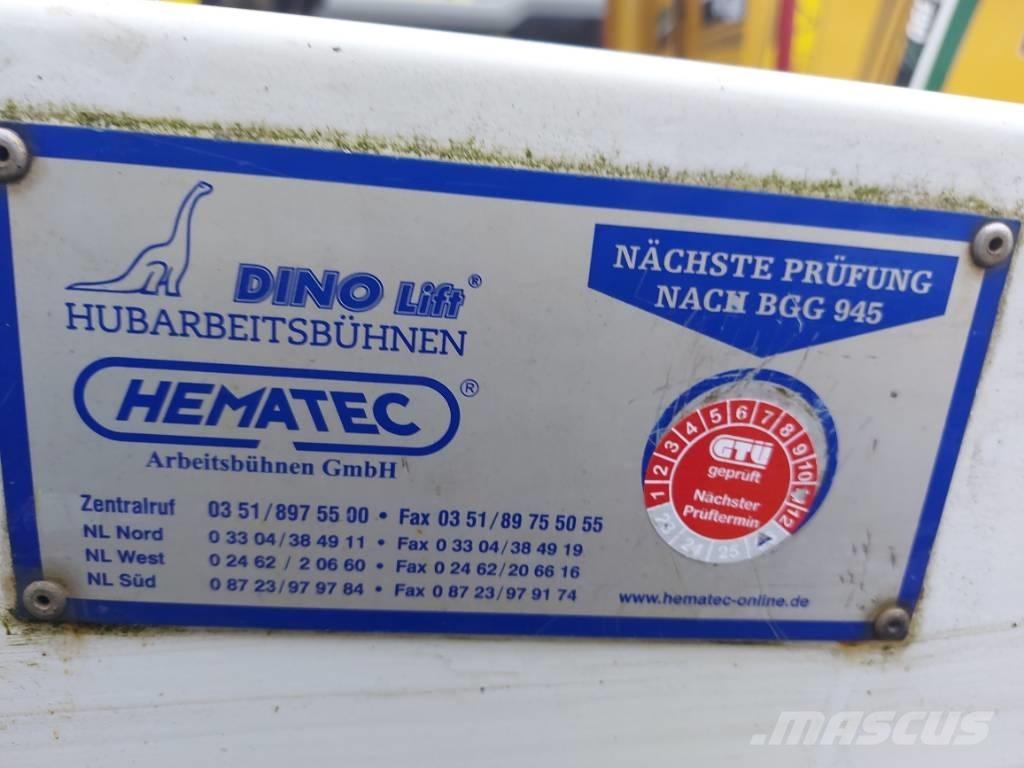 DINO Lift®
HUBARBEITSBÜHNEN
HEMATEC®
Arbeitsbühnen GmbH
Zentralruf 03 51/897 55 00 • Fax 03 51/89 75 50 55
NL Nord 0 33 04/38 49 11 • Fax 0 33 04/38 49 19
NL West 0 24 62 / 2 06 60 • Fax 0 24 62/20 66 16
NL Süd 0 87 23/97 97 84 • Fax 0 87 23/97 91 74
NÄCHSTE PRÜFUNG
NACH BGG 945
1 2 3 4 5 6 7 8 9 10 11 12
GTÜ
geprüft
Nächster
Prüftermin
23 24 25
www.hematec-online.de
MASCUS